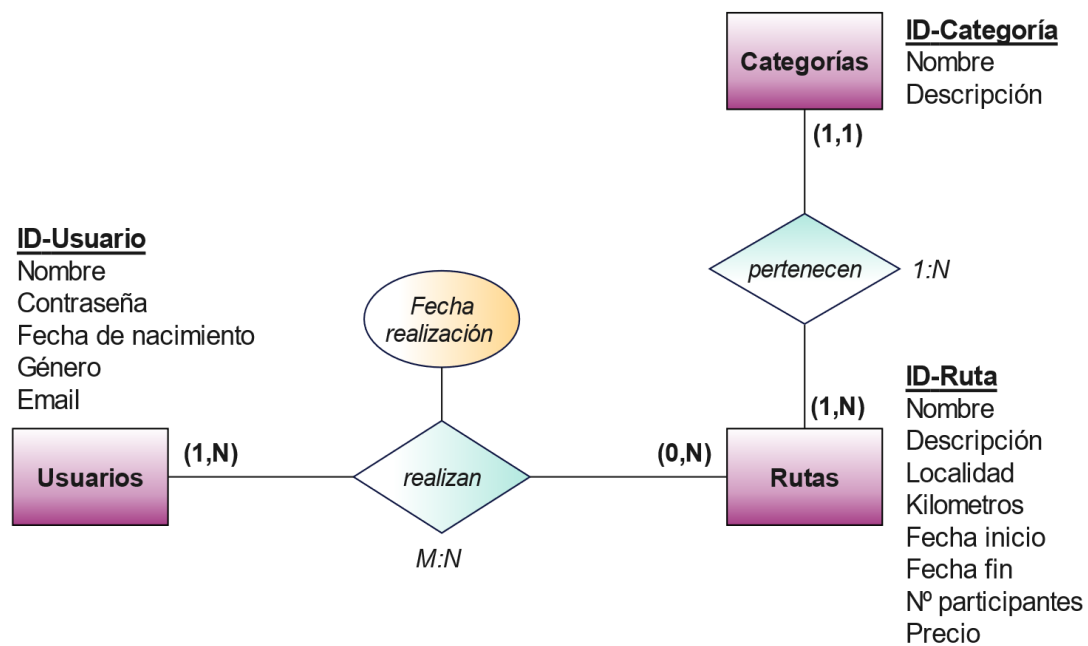 Categorías
ID-Categoría
Nombre
Descripción
(1,1)
pertenecen
1:N
ID-Usuario
Nombre
Contraseña
Fecha de nacimiento
Género
Email
Fecha
realización
Usuarios
(1,N)
realizan
M:N
(0,N)
(1,N)
Rutas
ID-Ruta
Nombre
Descripción
Localidad
Kilometros
Fecha inicio
Fecha fin
Nº participantes
Precio